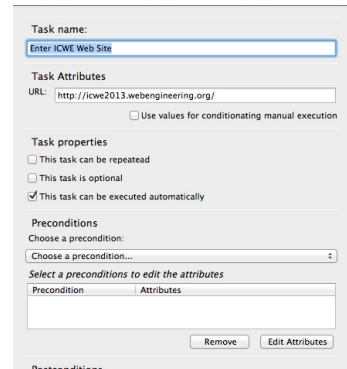 Task name:
Enter ICWE Web Site
Task Attributes
URL: http://icwe2013.webengineering.org/
Use values for conditionating manual execution
Task properties
This task can be repeatead
This task is optional
This task can be executed automatically
Preconditions
Choose a precondition:
Choose a precondition...
Select a preconditions to edit the attributes
Precondition Attributes
Remove Edit Attributes
Postconditions